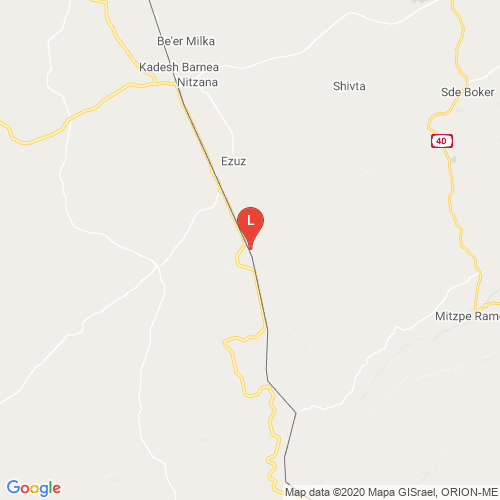 Be'er Milka
Kadesh Barnea
Nitzana
Shivta
Sde Boker
40
Ezuz
L
Mitzpe Ram
Google
Map data ©2020 Mapa GISrael, ORION-ME